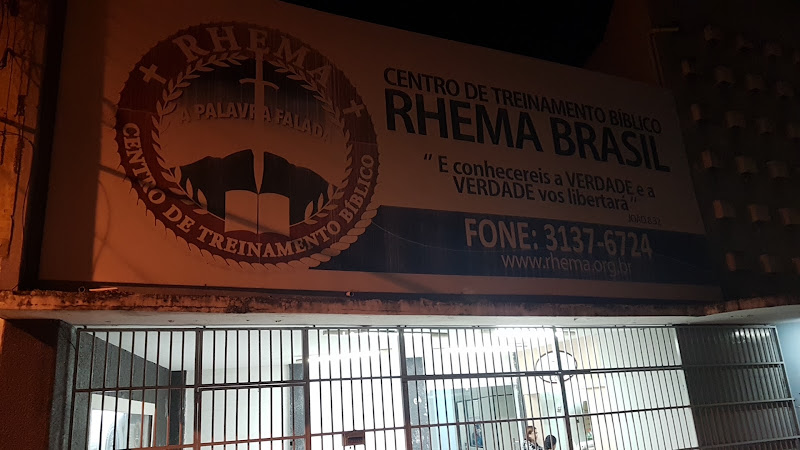 RHEMA
A PALAVRA FALADA
CENTRO DE TREINAMENTO BÍBLICO
CENTRO DE TREINAMENTO BÍBLICO
RHEMA BRASIL
" E conhecereis a VERDADE e a
VERDADE vos libertará"
FONE: 3137-6724
www.rhema.org.br